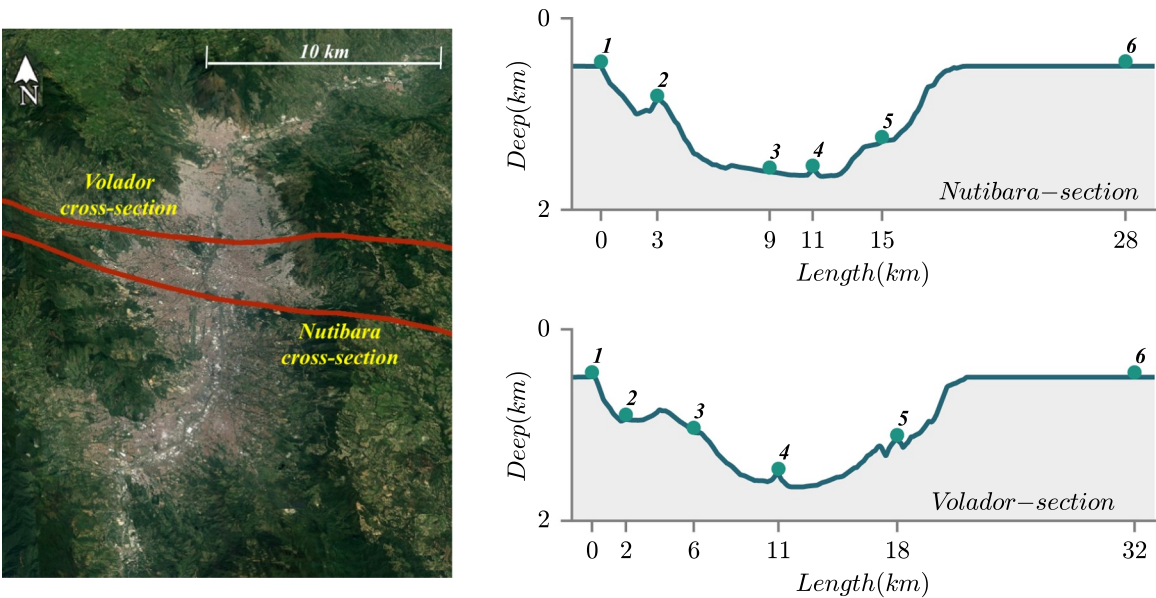 10 km
N
Volador
cross-section
Nutibara
cross-section
0
2
Deep(km)
1
2
3
4
5
6
Nutibara−section
0 3 9 11 15 28
Length(km)
0
2
Deep(km)
1
2
3
4
5
6
Volador−section
0 2 6 11 18 32
Length(km)